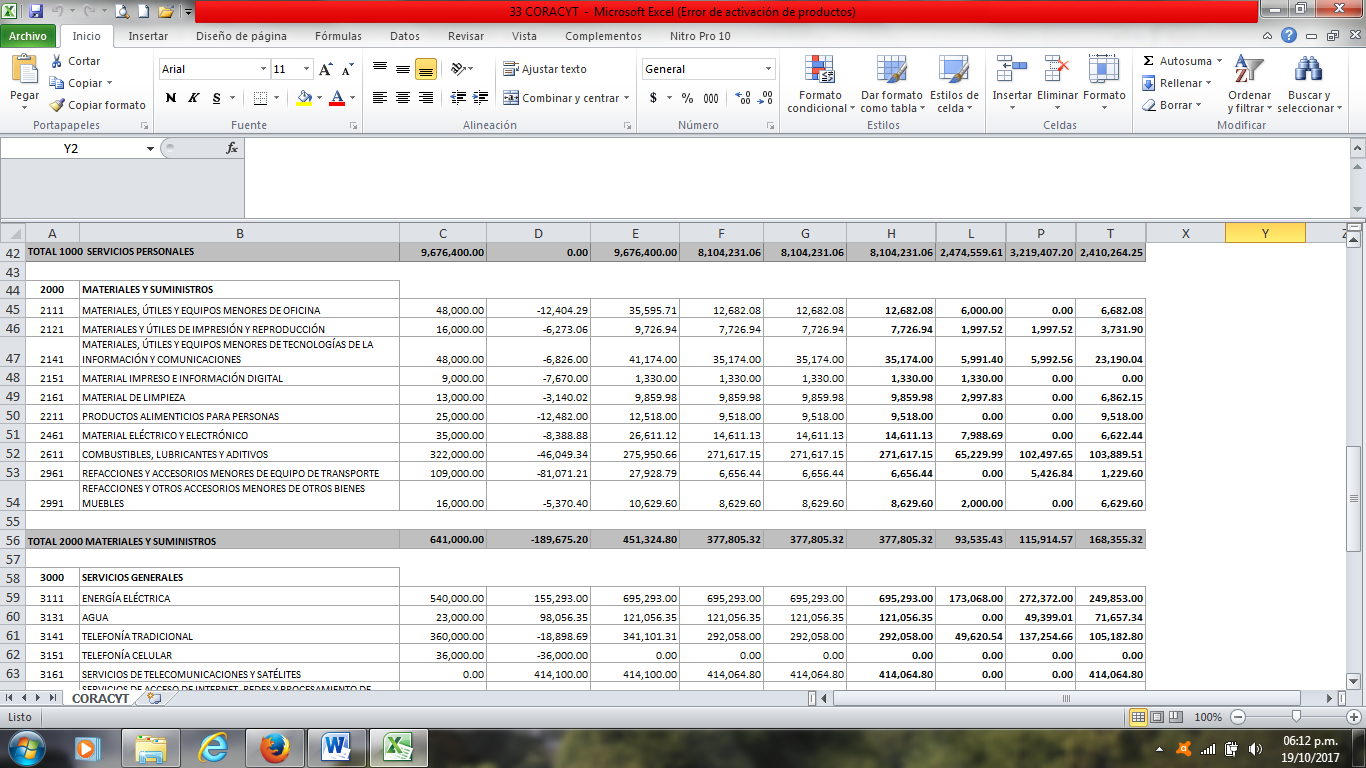 33 CORACYT - Microsoft Excel (Error de activación de productos)
Archivo Inicio Insertar Diseño de página Fórmulas Datos Revisar Vista Complementos Nitro Pro 10
Pegar
Cortar
Copiar
Copiar formato
Portapapeles
Arial 11
N K S
Fuente
Ajustar texto
Combinar y centrar
Alineación
General
$ % 000
Número
Formato condicional
Dar formato como tabla
Estilos de celda
Estilos
Insertar Eliminar Formato
Celdas
Autosuma
Rellenar
Borrar
Ordenar y filtrar
Buscar y seleccionar
Modificar
Y2 fx
A B C D E F G H L P T X Y Z
42 TOTAL 1000 SERVICIOS PERSONALES 9,676,400.00 0.00 9,676,400.00 8,104,231.06 8,104,231.06 8,104,231.06 2,474,559.61 3,219,407.20 2,410,264.25
43
44 2000 MATERIALES Y SUMINISTROS
45 2111 MATERIALES, ÚTILES Y EQUIPOS MENORES DE OFICINA 48,000.00 -12,404.29 35,595.71 12,682.08 12,682.08 12,682.08 6,000.00 0.00 6,682.08
46 2121 MATERIALES Y ÚTILES DE IMPRESIÓN Y REPRODUCCIÓN 16,000.00 -6,273.06 9,726.94 7,726.94 7,726.94 7,726.94 1,997.52 1,997.52 3,731.90
MATERIALES, ÚTILES Y EQUIPOS MENORES DE TECNOLOGÍAS DE LA
47 2141 INFORMACIÓN Y COMUNICACIONES 48,000.00 -6,826.00 41,174.00 35,174.00 35,174.00 35,174.00 5,991.40 5,992.56 23,190.04
48 2151 MATERIAL IMPRESO E INFORMACIÓN DIGITAL 9,000.00 -7,670.00 1,330.00 1,330.00 1,330.00 1,330.00 1,330.00 0.00 0.00
49 2161 MATERIAL DE LIMPIEZA 13,000.00 -3,140.02 9,859.98 9,859.98 9,859.98 9,859.98 2,997.83 0.00 6,862.15
50 2211 PRODUCTOS ALIMENTICIOS PARA PERSONAS 25,000.00 -12,482.00 12,518.00 9,518.00 9,518.00 9,518.00 0.00 0.00 9,518.00
51 2461 MATERIAL ELÉCTRICO Y ELECTRÓNICO 35,000.00 -8,388.88 26,611.12 14,611.13 14,611.13 14,611.13 7,988.69 0.00 6,622.44
52 2611 COMBUSTIBLES, LUBRICANTES Y ADITIVOS 322,000.00 -46,049.34 275,950.66 271,617.15 271,617.15 271,617.15 65,229.99 102,497.65 103,889.51
53 2961 REFACCIONES Y ACCESORIOS MENORES DE EQUIPO DE TRANSPORTE 109,000.00 -81,071.21 27,928.79 6,656.44 6,656.44 6,656.44 0.00 5,426.84 1,229.60
REFACCIONES Y OTROS ACCESORIOS MENORES DE OTROS BIENES
54 2991 MUEBLES 16,000.00 -5,370.40 10,629.60 8,629.60 8,629.60 8,629.60 2,000.00 0.00 6,629.60
55
56 TOTAL 2000 MATERIALES Y SUMINISTROS 641,000.00 -189,675.20 451,324.80 377,805.32 377,805.32 377,805.32 93,535.43 115,914.57 168,355.32
57
58 3000 SERVICIOS GENERALES
59 3111 ENERGÍA ELÉCTRICA 540,000.00 155,293.00 695,293.00 695,293.00 695,293.00 695,293.00 173,068.00 272,372.00 249,853.00
60 3131 AGUA 23,000.00 98,056.35 121,056.35 121,056.35 121,056.35 121,056.35 0.00 49,399.01 71,657.34
61 3141 TELEFONÍA TRADICIONAL 360,000.00 -18,898.69 341,101.31 292,058.00 292,058.00 292,058.00 49,620.54 137,254.66 105,182.80
62 3151 TELEFONÍA CELULAR 36,000.00 -36,000.00 0.00 0.00 0.00 0.00 0.00 0.00 0.00
63 3161 SERVICIOS DE TELECOMUNICACIONES Y SATÉLITES 0.00 414,100.00 414,100.00 414,064.80 414,064.80 414,064.80 0.00 0.00 414,064.80
SERVICIOS DE ACCESO DE INTERNET, REDES Y PROCESAMIENTO DE
CORACYT
Listo 100%
06:12 p.m.
19/10/2017